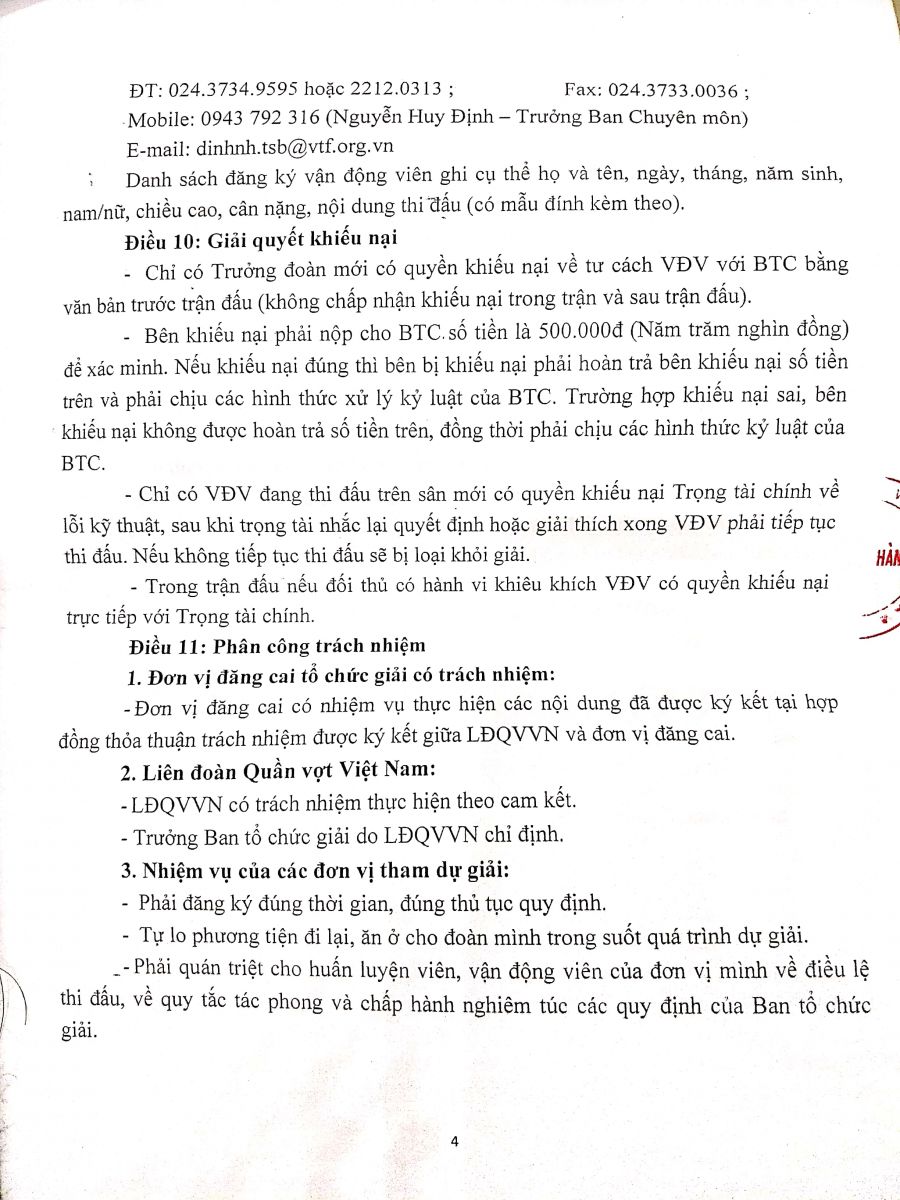 ĐT: 024.3734.9595 hoặc 2212.0313 ; Fax: 024.3733.0036 ;
Mobile: 0943 792 316 (Nguyễn Huy Định – Trưởng Ban Chuyên môn)
E-mail: dinhnh.tsb@vtf.org.vn
Danh sách đăng ký vận động viên ghi cụ thể họ và tên, ngày, tháng, năm sinh,
nam/nữ, chiều cao, cân nặng, nội dung thi đấu (có mẫu đính kèm theo).
Điều 10: Giải quyết khiếu nại
- Chỉ có Trưởng đoàn mới có quyền khiếu nại về tư cách VĐV với BTC bằng
văn bản trước trận đấu (không chấp nhận khiếu nại trong trận và sau trận đấu).
- Bên khiếu nại phải nộp cho BTC số tiền là 500.000đ (Năm trăm nghìn đồng)
để xác minh. Nếu khiếu nại đúng thì bên bị khiếu nại phải hoàn trả bên khiếu nại số tiền
trên và phải chịu các hình thức xử lý kỷ luật của BTC. Trường hợp khiếu nại sai, bên
khiếu nại không được hoàn trả số tiền trên, đồng thời phải chịu các hình thức kỷ luật của
BTC.
- Chỉ có VĐV đang thi đấu trên sân mới có quyền khiếu nại Trọng tài chính về
lỗi kỹ thuật, sau khi trọng tài nhắc lại quyết định hoặc giải thích xong VĐV phải tiếp tục
thi đấu. Nếu không tiếp tục thi đấu sẽ bị loại khỏi giải.
- Trong trận đấu nếu đối thủ có hành vi khiêu khích VĐV có quyền khiếu nại
trực tiếp với Trọng tài chính.
Điều 11: Phân công trách nhiệm
1. Đơn vị đăng cai tổ chức giải có trách nhiệm:
-Đơn vị đăng cai có nhiệm vụ thực hiện các nội dung đã được ký kết tại hợp
đồng thỏa thuận trách nhiệm được ký kết giữa LĐQVVN và đơn vị đăng cai.
2. Liên đoàn Quần vợt Việt Nam:
-LĐQVVN có trách nhiệm thực hiện theo cam kết.
- Trưởng Ban tổ chức giải do LĐQVVN chỉ định.
3. Nhiệm vụ của các đơn vị tham dự giải:
- Phải đăng ký đúng thời gian, đúng thủ tục quy định.
- Tự lo phương tiện đi lại, ăn ở cho đoàn mình trong suốt quá trình dự giải.
- Phải quán triệt cho huấn luyện viên, vận động viên của đơn vị mình về điều lệ
thi đấu, về quy tắc tác phong và chấp hành nghiêm túc các quy định của Ban tổ chức
giải.
4